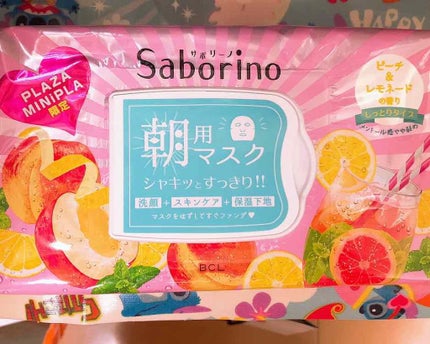 HAPPY
サボリーノ
Saborino
PLAZA
MINiPLA
限定
ピーチ
&
レモネード
の香り
しっとりタイプ
朝用
マスク
シャキッとすっきり!!
洗顔+スキンケア+保湿下地
マスクをはずしてすぐファンデ♥
BCL